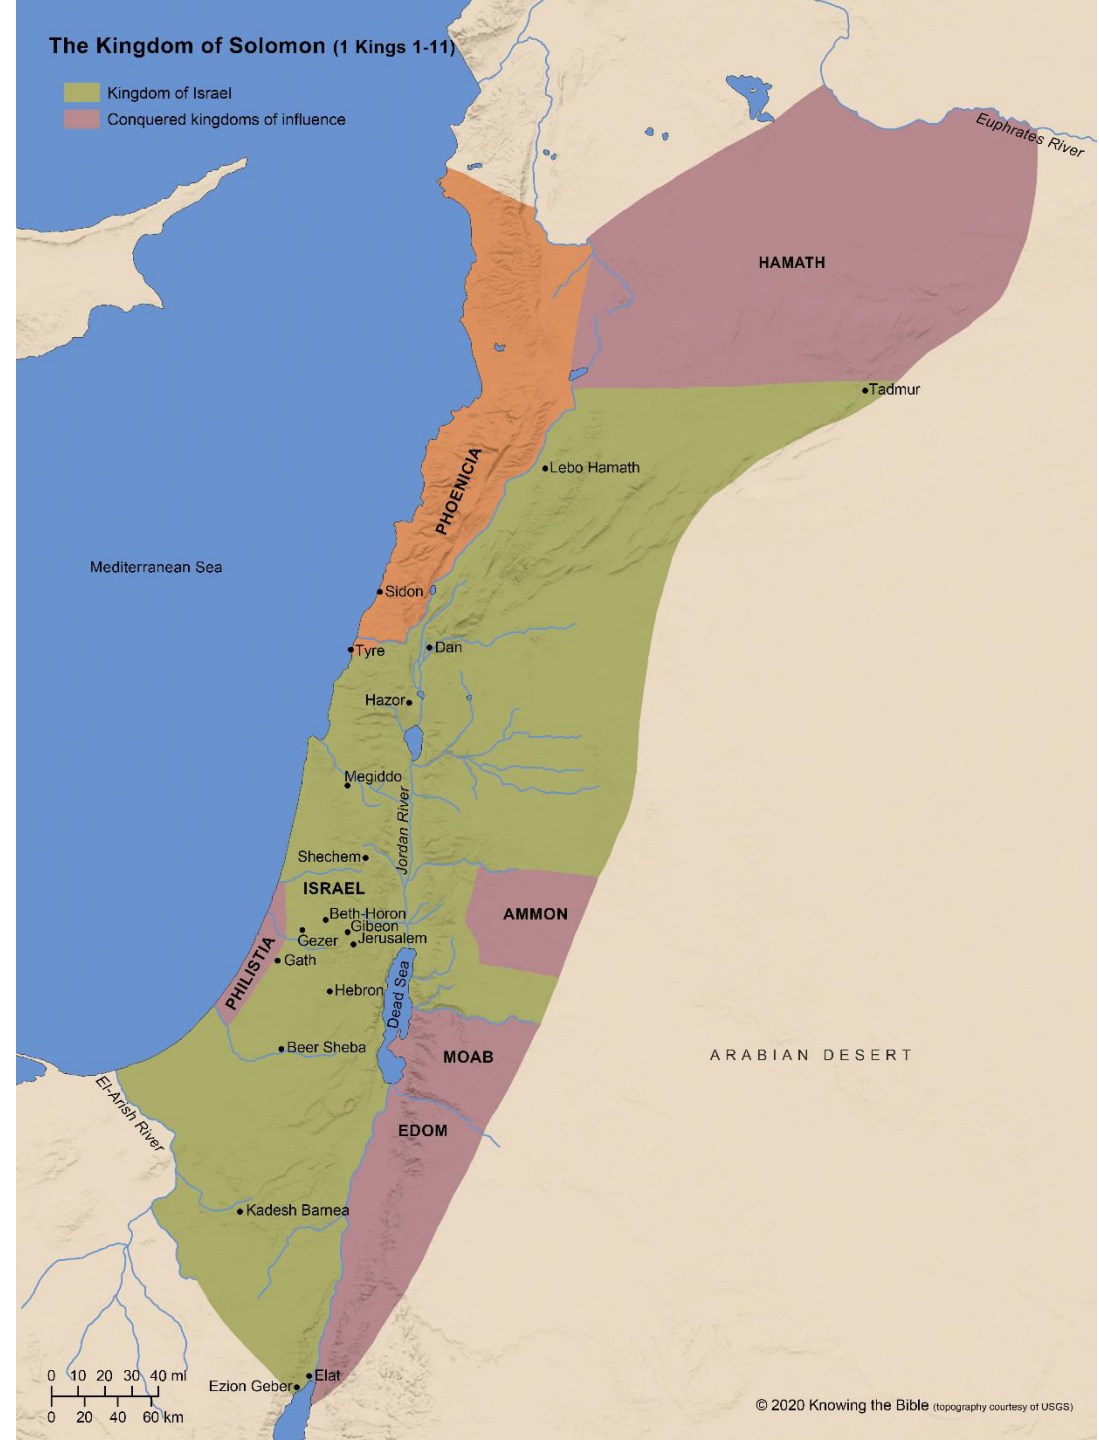 The Kingdom of Solomon (1 Kings 1-11)
Kingdom of Israel
Conquered kingdoms of influence
Euphrates River
HAMATH
Tadmur
Lebo Hamath
PHOENICIA
Mediterranean Sea
Sidon
Tyre
Dan
Hazor
Megiddo
Jordan River
Shechem
ISRAEL
AMMON
Beth-Horon
Gibeon
Gezer
Jerusalem
PHILISTIA
Gath
Hebron
Dead Sea
Beer Sheba
MOAB
ARABIAN DESERT
El-Arish River
EDOM
Kadesh Barnea
Elat
Ezion Geber
0 10 20 30 40 mi
0 20 40 60 km
© 2020 Knowing the Bible (topography courtesy of USGS)